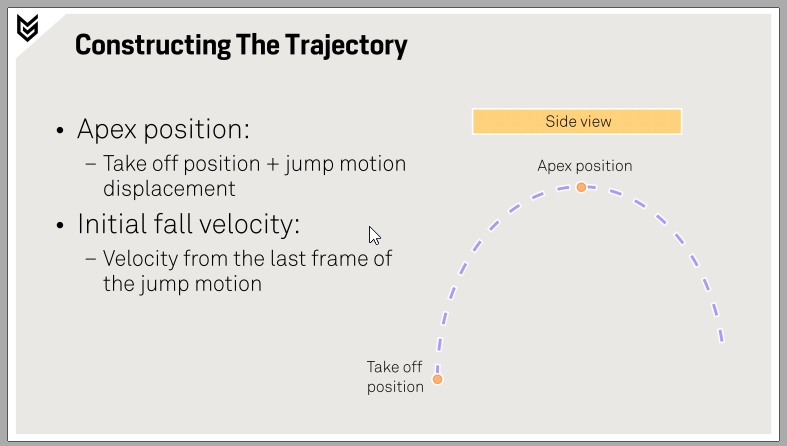 Constructing The Trajectory
• Apex position:
– Take off position + jump motion
displacement
• Initial fall velocity:
– Velocity from the last frame of
the jump motion
Side view
Apex position
Take off
position